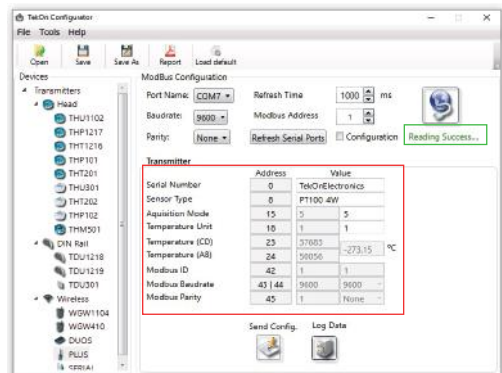 TekOn Configurator
File Tools Help
Open Save Save As Report Load default
Devices
Transmitters
Head
THU1102
THP1217
THT1216
THP101
THT201
THU301
THT202
THP102
THM501
DIN Rail
TDU1218
TDU1219
TDU301
Wireless
WGW1104
WGW410
DUOS
PLUS
SERIAL
ModBus Configuration
Port Name: COM7 Refresh Time 1000 ms
Baudrate: 9600 Modbus Address 1
Parity: None Refresh Serial Ports Configuration Reading Success...
Transmitter
Address Value
Serial Number 0 TekOnElectronics
Sensor Type 8 PT100 4W
Aquisition Mode 15 5 5
Temperature Unit 18 1 1
Temperature (CD) 23 37683 -273.15 ºC
Temperature (AB) 24 50056
Modbus ID 42 1 1
Modbus Baudrate 43 | 44 9600 9600
Modbus Parity 45 1 None
Send Config. Log Data